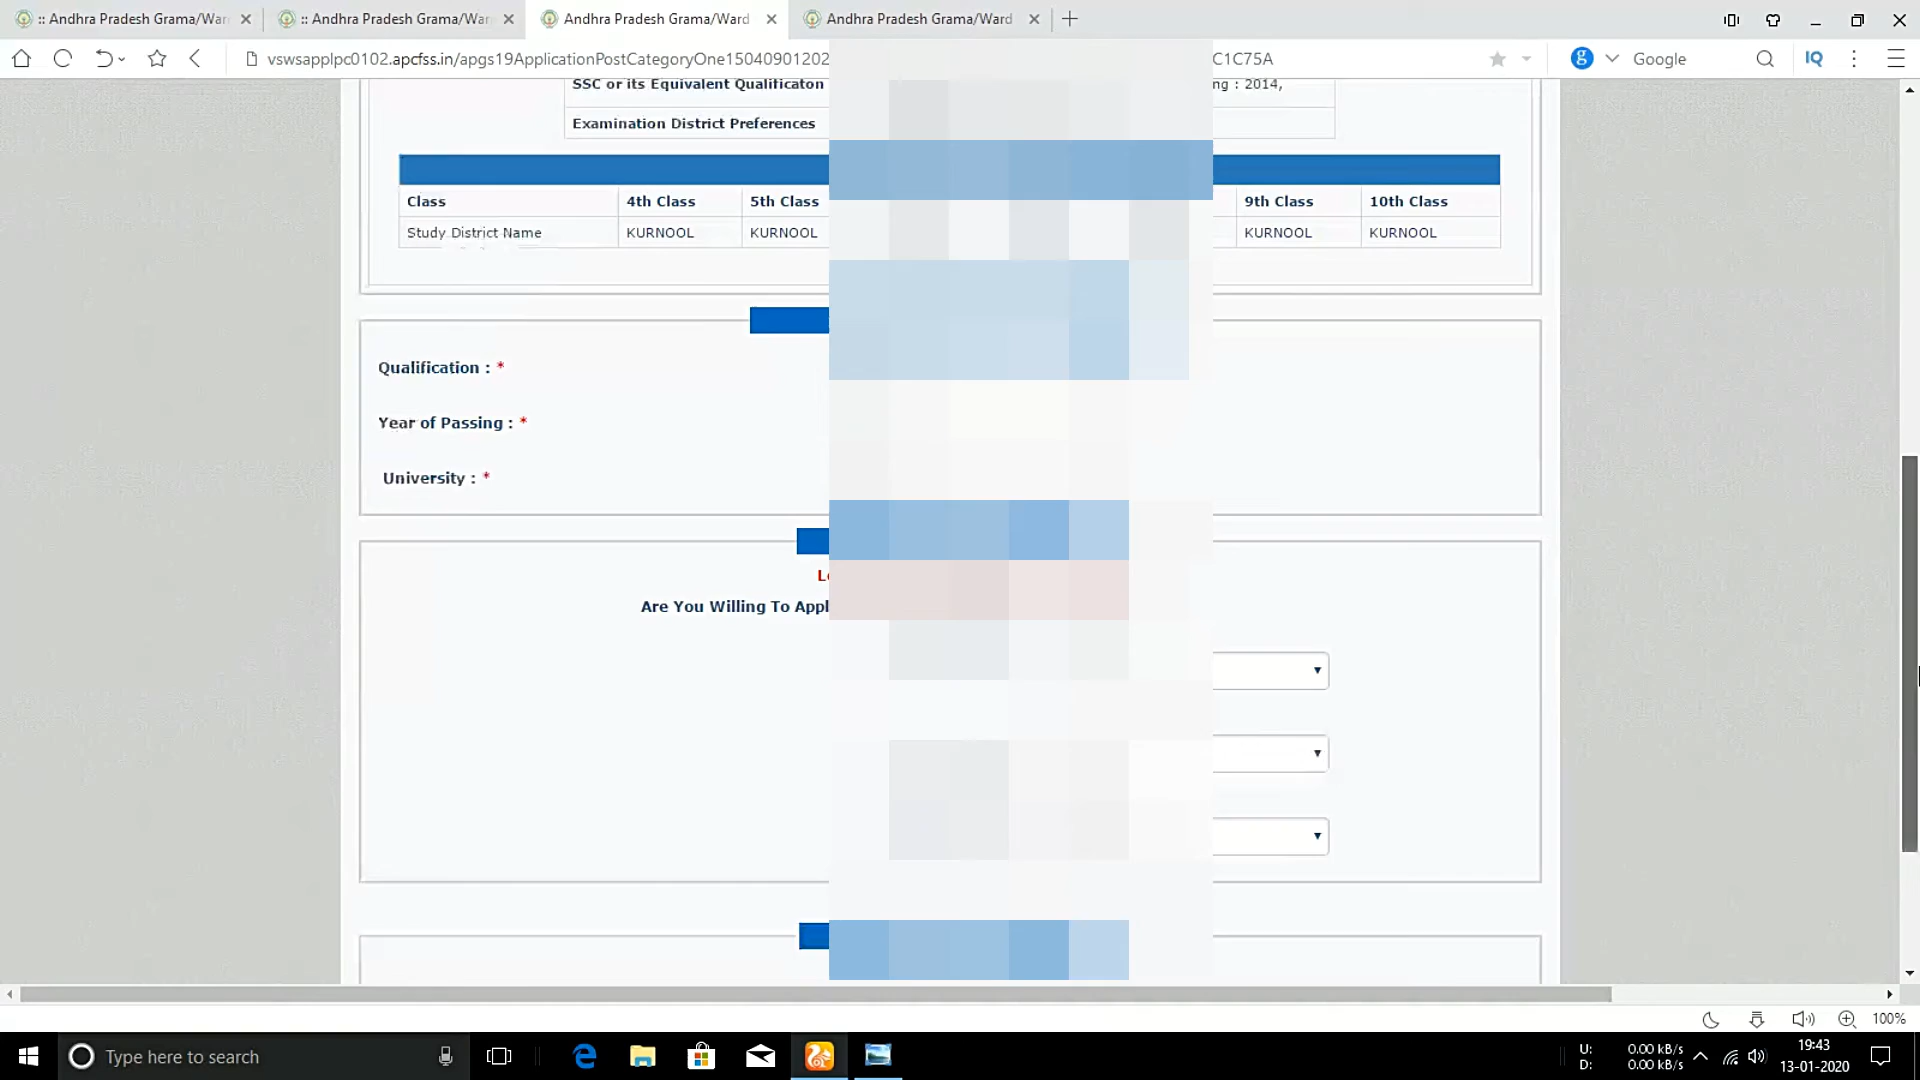 :: Andhra Pradesh Grama/War
:: Andhra Pradesh Grama/War
Andhra Pradesh Grama/Ward
Andhra Pradesh Grama/Ward
vswsapplpc0102.apcfss.in/apgs19ApplicationPostCategoryOne15040901202
C1C75A
Google
IQ
SSC or its Equivalent Qualificaton
ng : 2014,
Examination District Preferences
Class 4th Class 5th Class 9th Class 10th Class
Study District Name KURNOOL KURNOOL KURNOOL KURNOOL
Qualification : *
Year of Passing : *
University : *
Are You Willing To Appl
100%
Type here to search
U: 0.00 kB/s
D: 0.00 kB/s
19:43
13-01-2020